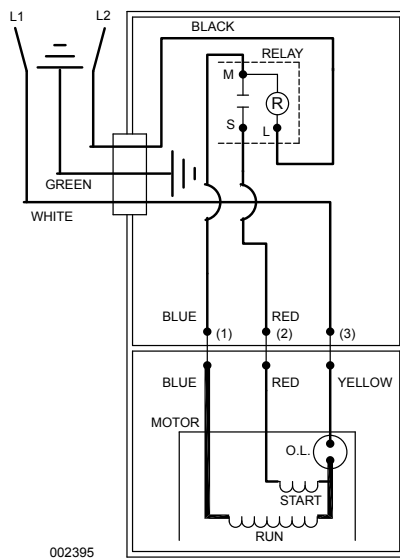 L1
L2
BLACK
RELAY
M
R
S
L
GREEN
WHITE
BLUE
RED
(1)
(2)
(3)
BLUE
RED
YELLOW
MOTOR
O.L.
START
RUN
002395